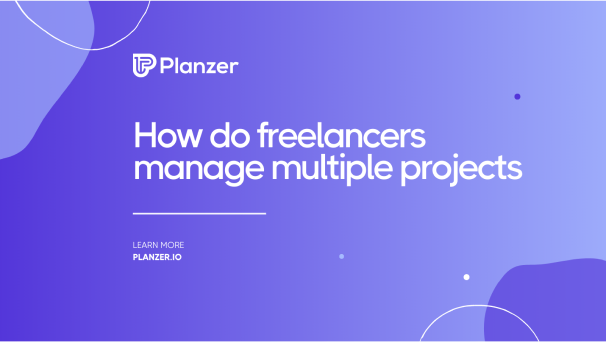 Planzer
How do freelancers
manage multiple projects
LEARN MORE
PLANZER.IO